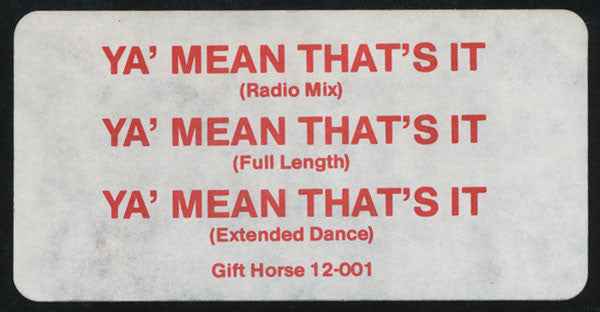 YA' MEAN THAT'S IT
(Radio Mix)
YA' MEAN THAT'S IT
(Full Length)
YA' MEAN THAT'S IT
(Extended Dance)
Gift Horse 12-001